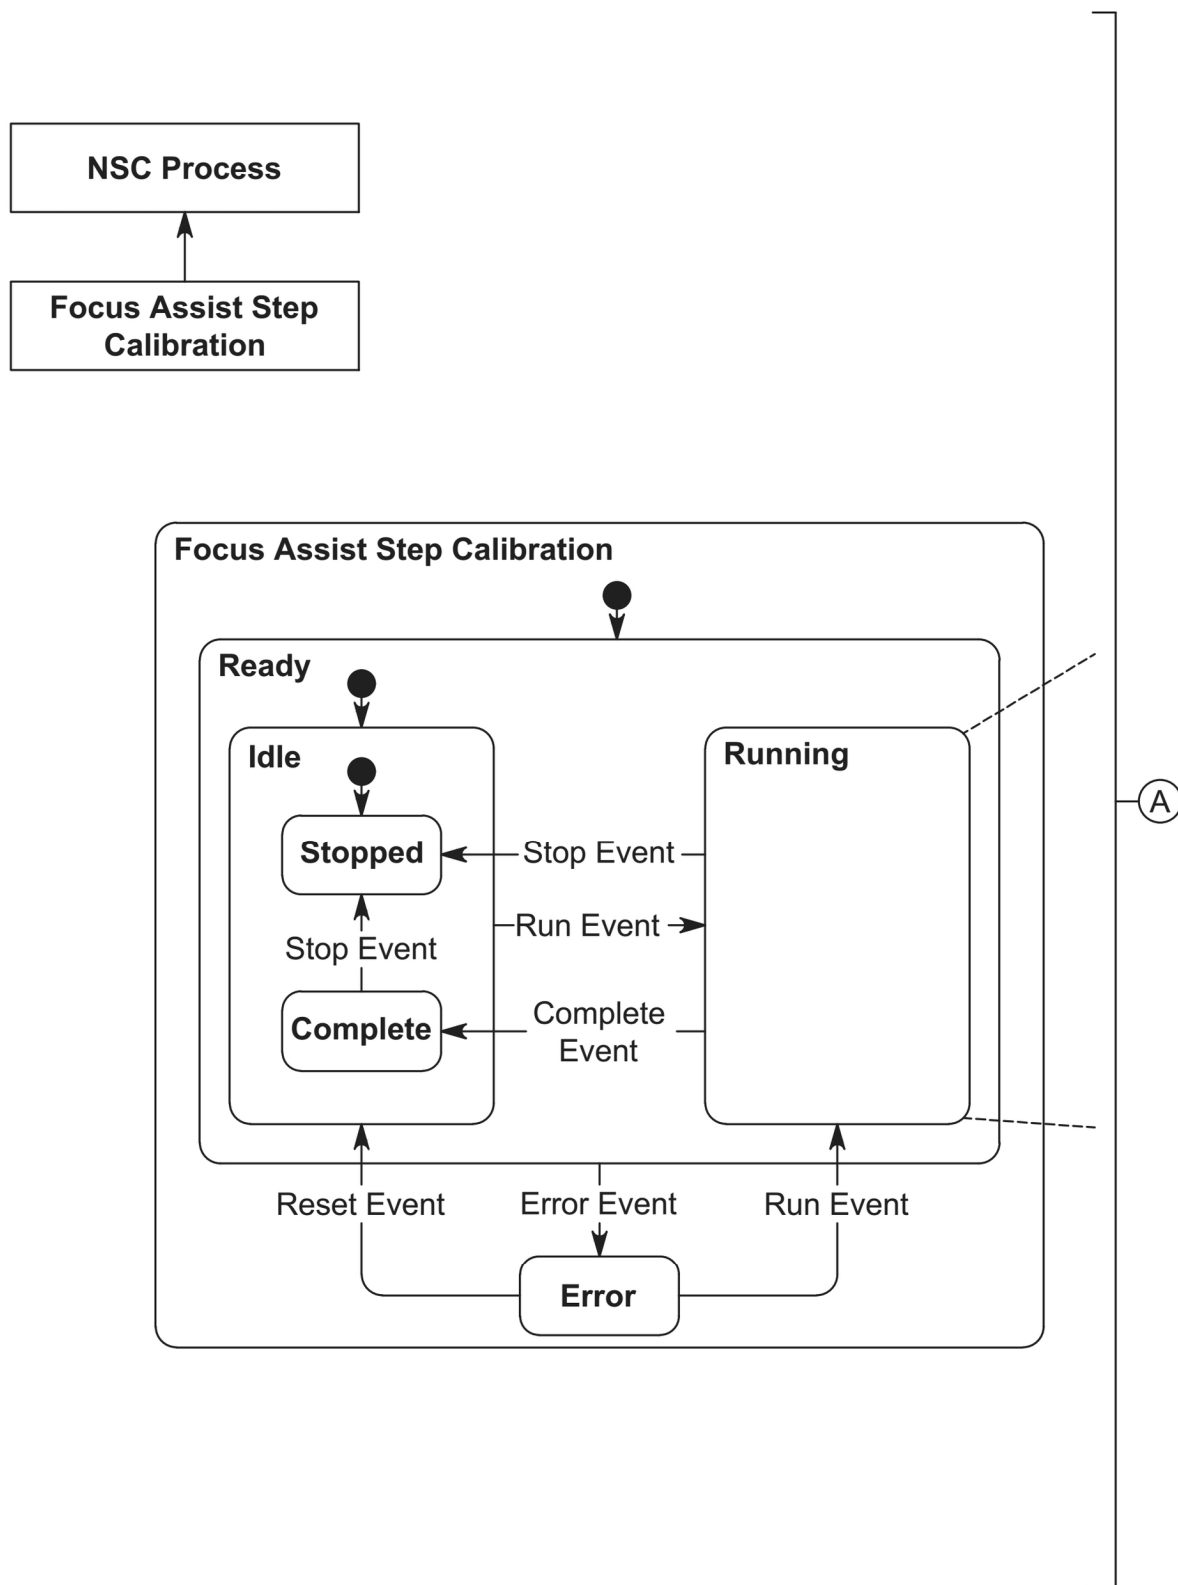 NSC Process
Focus Assist Step
Calibration
Focus Assist Step Calibration
Ready
Idle
Running
A
Stopped
Stop Event
Run Event
Stop Event
Complete
Complete
Event
Reset Event
Error Event
Run Event
Error